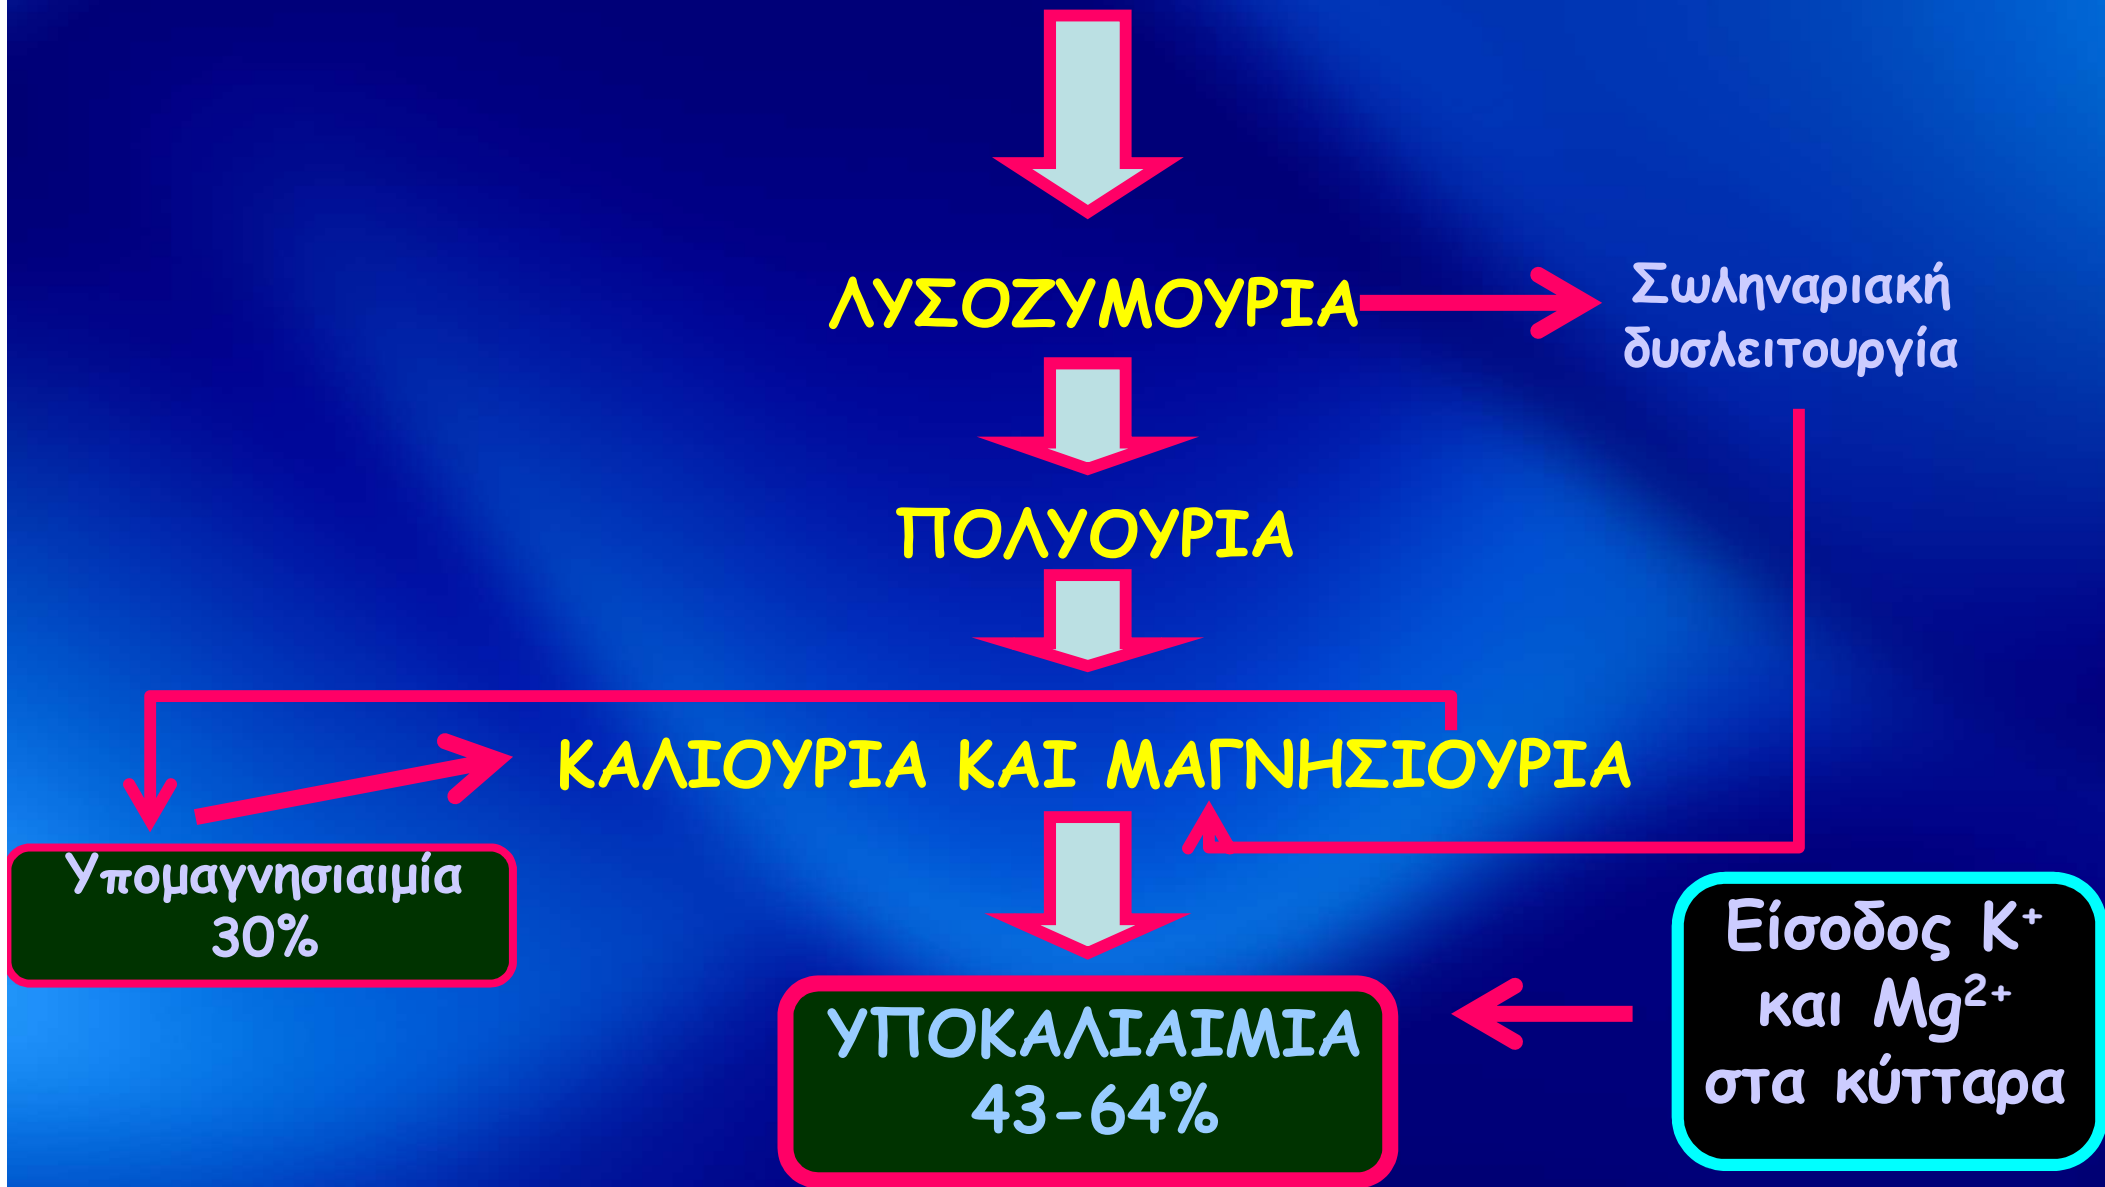 ΛΥΣΟΖΥΜΟΥΡΙΑ
Σωληναριακή
δυσλειτουργία
ΠΟΛΥΟΥΡΙΑ
ΚΑΛΙΟΥΡΙΑ ΚΑΙ ΜΑΓΝΗΣΙΟΥΡΙΑ
Υπομαγνησιαιμία
30%
ΥΠΟΚΑΛΙΑΙΜΙΑ
43-64%
Είσοδος Κ⁺
και Mg²⁺
στα κύτταρα